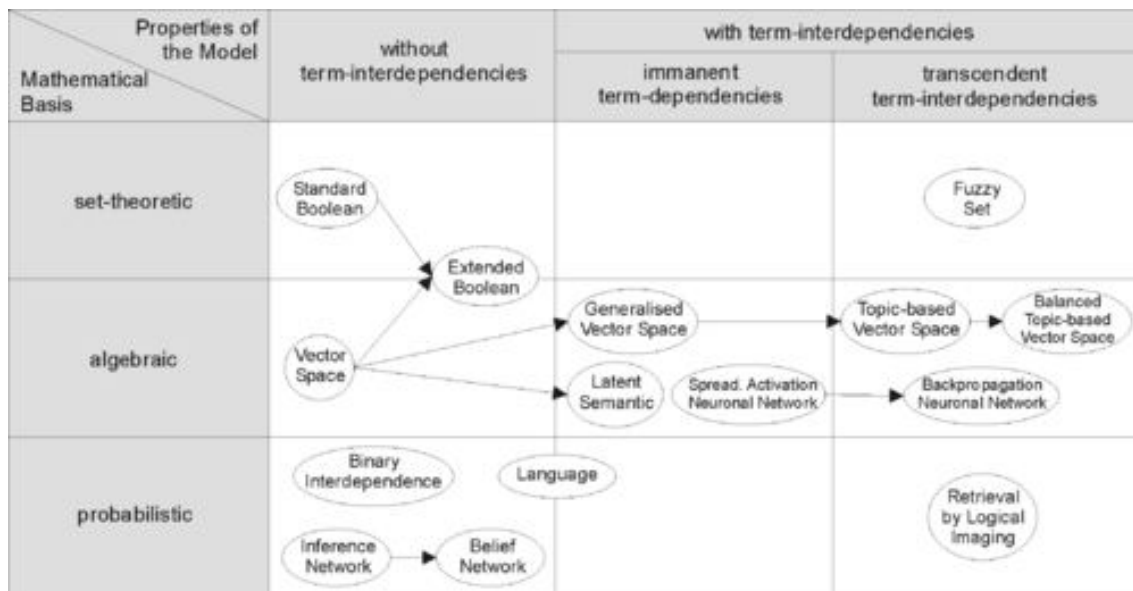 Properties of
the Model
Mathematical
Basis
without
term-interdependencies
with term-interdependencies
immanent
term-dependencies
transcendent
term-interdependencies
set-theoretic
Standard
Boolean
Fuzzy
Set
Extended
Boolean
algebraic
Vector
Space
Generalised
Vector Space
Topic-based
Vector Space
Balanced
Topic-based
Vector Space
Latent
Semantic
Spread. Activation
Neuronal Network
Backpropagation
Neuronal Network
probabilistic
Binary
Interdependence
Language
Retrieval
by Logical
Imaging
Inference
Network
Belief
Network